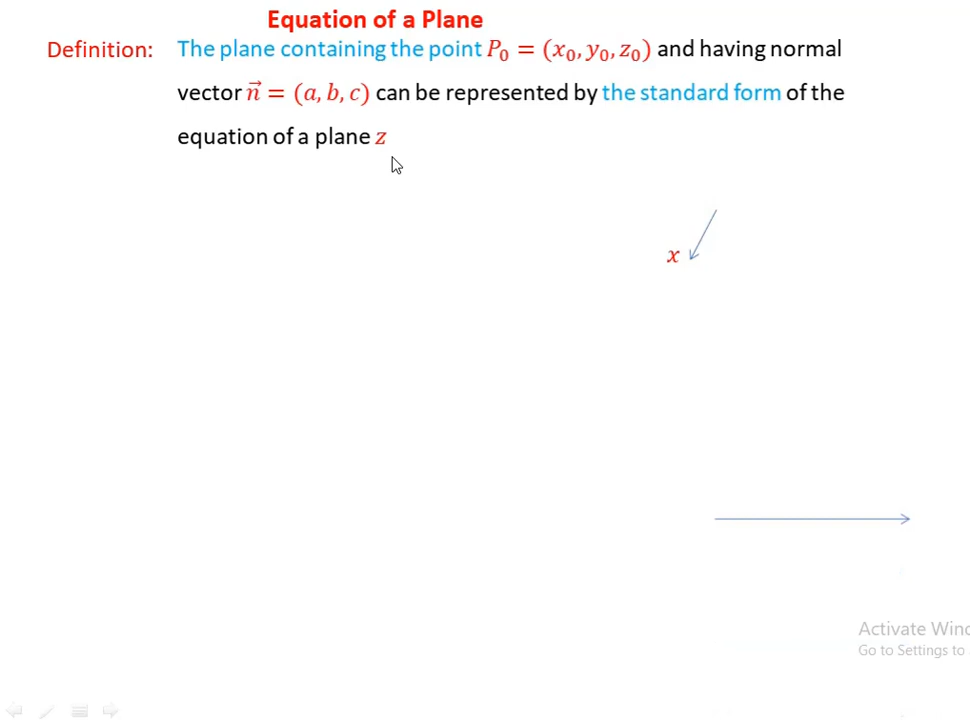 Equation of a Plane
Definition: The plane containing the point P₀ = (x₀, y₀, z₀) and having normal
vector n⃗ = (a, b, c) can be represented by the standard form of the
equation of a plane z
x
Activate Wind
Go to Settings to